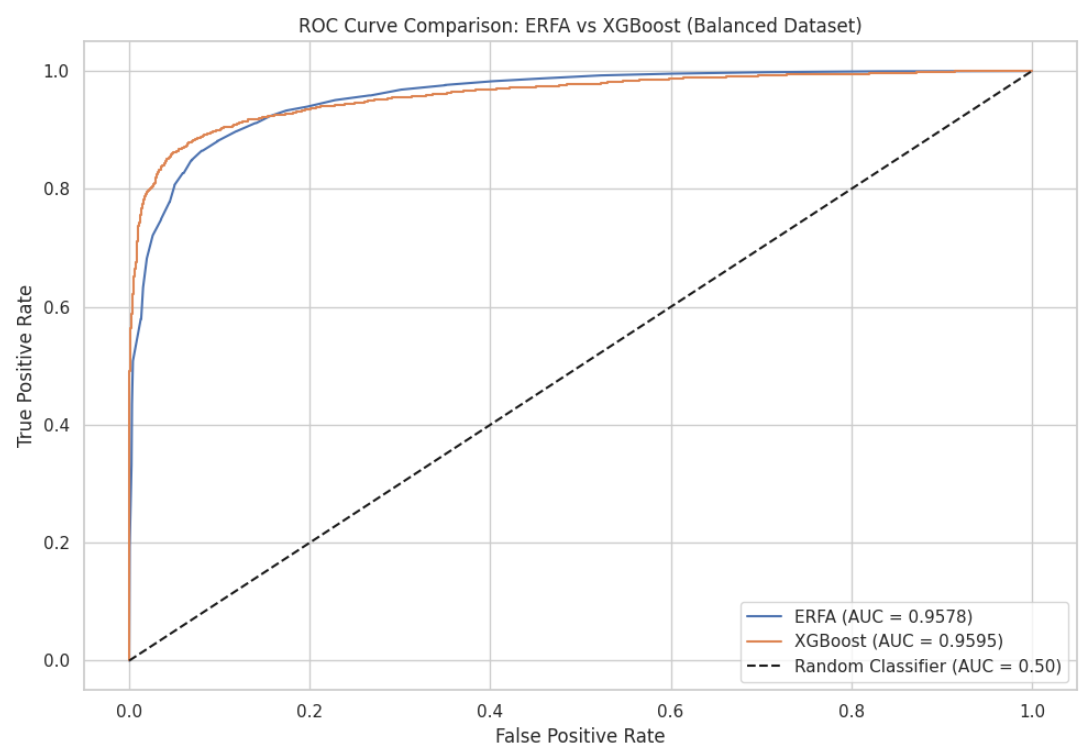 ROC Curve Comparison: ERFA vs XGBoost (Balanced Dataset)
True Positive Rate
1.0
0.8
0.6
0.4
0.2
0.0
ERFA (AUC = 0.9578)
XGBoost (AUC = 0.9595)
Random Classifier (AUC = 0.50)
0.0 0.2 0.4 0.6 0.8 1.0
False Positive Rate